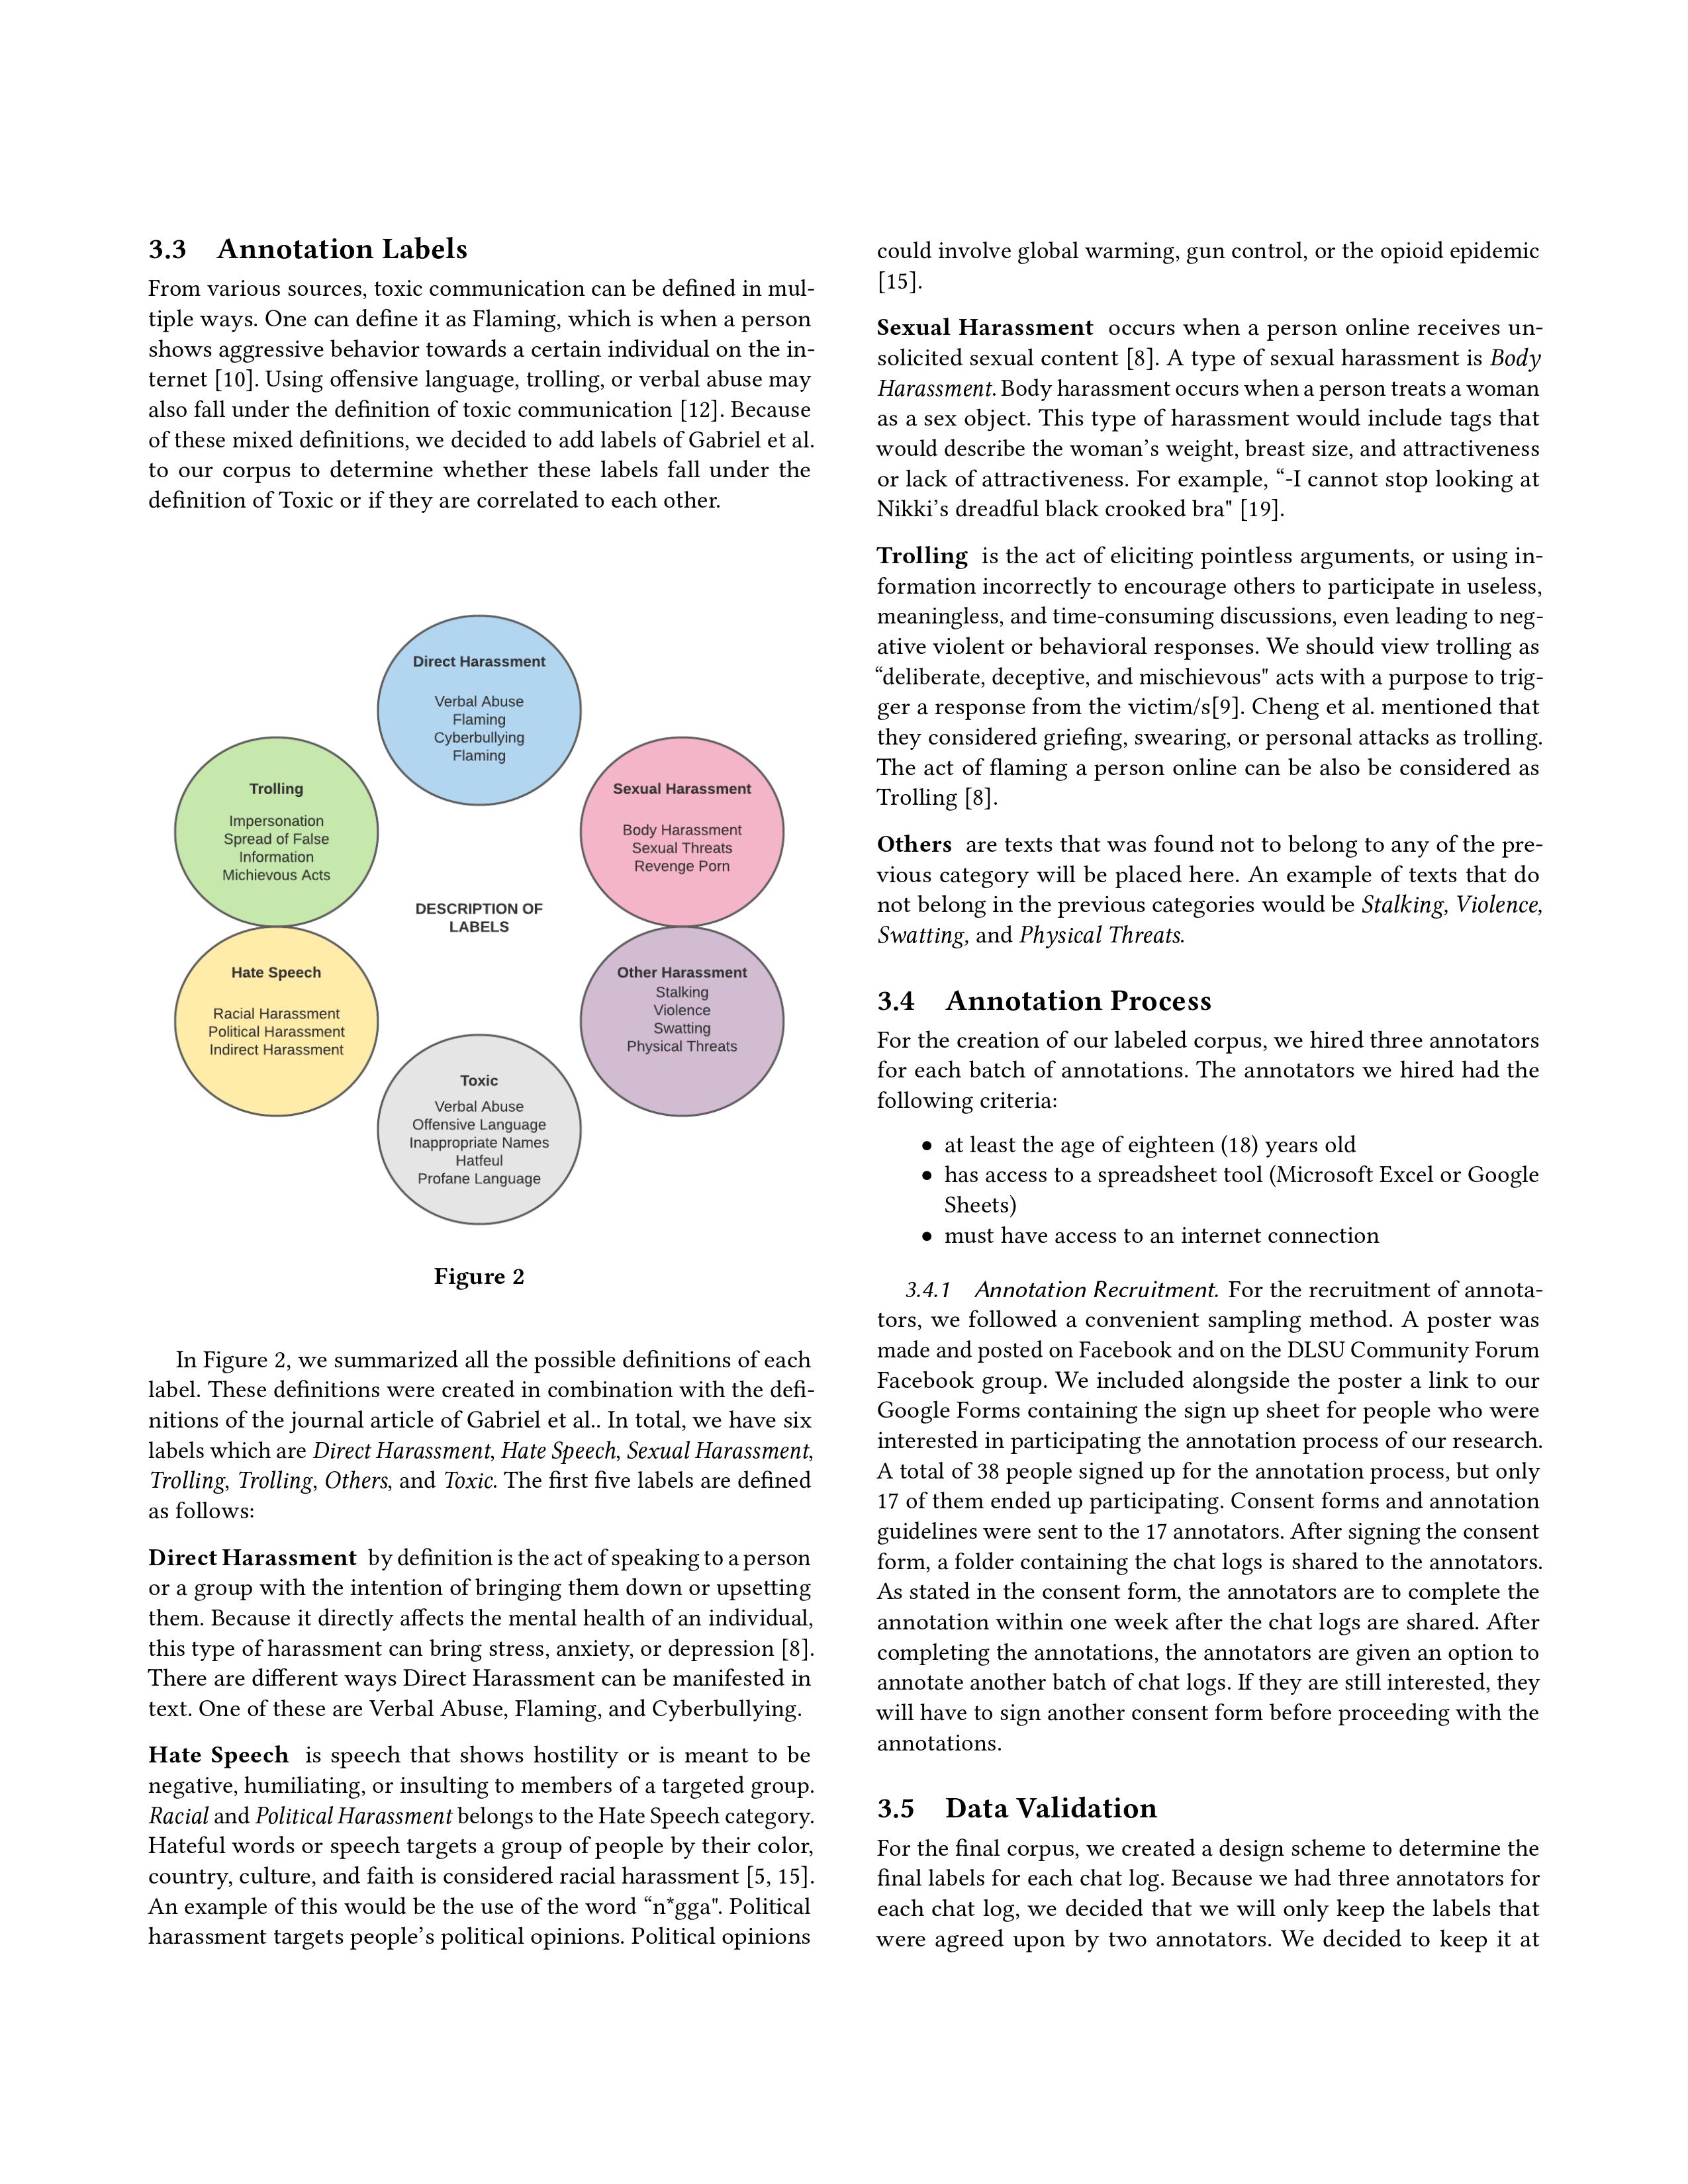 3.3 Annotation Labels
From various sources, toxic communication can be defined in mul-
tiple ways. One can define it as Flaming, which is when a person
shows aggressive behavior towards a certain individual on the in-
ternet [10]. Using offensive language, trolling, or verbal abuse may
also fall under the definition of toxic communication [12]. Because
of these mixed definitions, we decided to add labels of Gabriel et al.
to our corpus to determine whether these labels fall under the
definition of Toxic or if they are correlated to each other.
Direct Harassment
Verbal Abuse
Flaming
Cyberbullying
Flaming
Trolling
Impersonation
Spread of False
Information
Michievous Acts
Sexual Harassment
Body Harassment
Sexual Threats
Revenge Porn
DESCRIPTION OF
LABELS
Hate Speech
Racial Harassment
Political Harassment
Indirect Harassment
Other Harassment
Stalking
Violence
Swatting
Physical Threats
Toxic
Verbal Abuse
Offensive Language
Inappropriate Names
Hatfeul
Profane Language
Figure 2
In Figure 2, we summarized all the possible definitions of each
label. These definitions were created in combination with the defi-
nitions of the journal article of Gabriel et al.. In total, we have six
labels which are Direct Harassment, Hate Speech, Sexual Harassment,
Trolling, Trolling, Others, and Toxic. The first five labels are defined
as follows:
Direct Harassment by definition is the act of speaking to a person
or a group with the intention of bringing them down or upsetting
them. Because it directly affects the mental health of an individual,
this type of harassment can bring stress, anxiety, or depression [8].
There are different ways Direct Harassment can be manifested in
text. One of these are Verbal Abuse, Flaming, and Cyberbullying.
Hate Speech is speech that shows hostility or is meant to be
negative, humiliating, or insulting to members of a targeted group.
Racial and Political Harassment belongs to the Hate Speech category.
Hateful words or speech targets a group of people by their color,
country, culture, and faith is considered racial harassment [5, 15].
An example of this would be the use of the word “n*gga". Political
harassment targets people’s political opinions. Political opinions
could involve global warming, gun control, or the opioid epidemic
[15].
Sexual Harassment occurs when a person online receives un-
solicited sexual content [8]. A type of sexual harassment is Body
Harassment. Body harassment occurs when a person treats a woman
as a sex object. This type of harassment would include tags that
would describe the woman’s weight, breast size, and attractiveness
or lack of attractiveness. For example, “-I cannot stop looking at
Nikki’s dreadful black crooked bra" [19].
Trolling is the act of eliciting pointless arguments, or using in-
formation incorrectly to encourage others to participate in useless,
meaningless, and time-consuming discussions, even leading to neg-
ative violent or behavioral responses. We should view trolling as
“deliberate, deceptive, and mischievous" acts with a purpose to trig-
ger a response from the victim/s[9]. Cheng et al. mentioned that
they considered griefing, swearing, or personal attacks as trolling.
The act of flaming a person online can be also be considered as
Trolling [8].
Others are texts that was found not to belong to any of the pre-
vious category will be placed here. An example of texts that do
not belong in the previous categories would be Stalking, Violence,
Swatting, and Physical Threats.
3.4 Annotation Process
For the creation of our labeled corpus, we hired three annotators
for each batch of annotations. The annotators we hired had the
following criteria:
• at least the age of eighteen (18) years old
• has access to a spreadsheet tool (Microsoft Excel or Google
Sheets)
• must have access to an internet connection
3.4.1 Annotation Recruitment. For the recruitment of annota-
tors, we followed a convenient sampling method. A poster was
made and posted on Facebook and on the DLSU Community Forum
Facebook group. We included alongside the poster a link to our
Google Forms containing the sign up sheet for people who were
interested in participating the annotation process of our research.
A total of 38 people signed up for the annotation process, but only
17 of them ended up participating. Consent forms and annotation
guidelines were sent to the 17 annotators. After signing the consent
form, a folder containing the chat logs is shared to the annotators.
As stated in the consent form, the annotators are to complete the
annotation within one week after the chat logs are shared. After
completing the annotations, the annotators are given an option to
annotate another batch of chat logs. If they are still interested, they
will have to sign another consent form before proceeding with the
annotations.
3.5 Data Validation
For the final corpus, we created a design scheme to determine the
final labels for each chat log. Because we had three annotators for
each chat log, we decided that we will only keep the labels that
were agreed upon by two annotators. We decided to keep it at